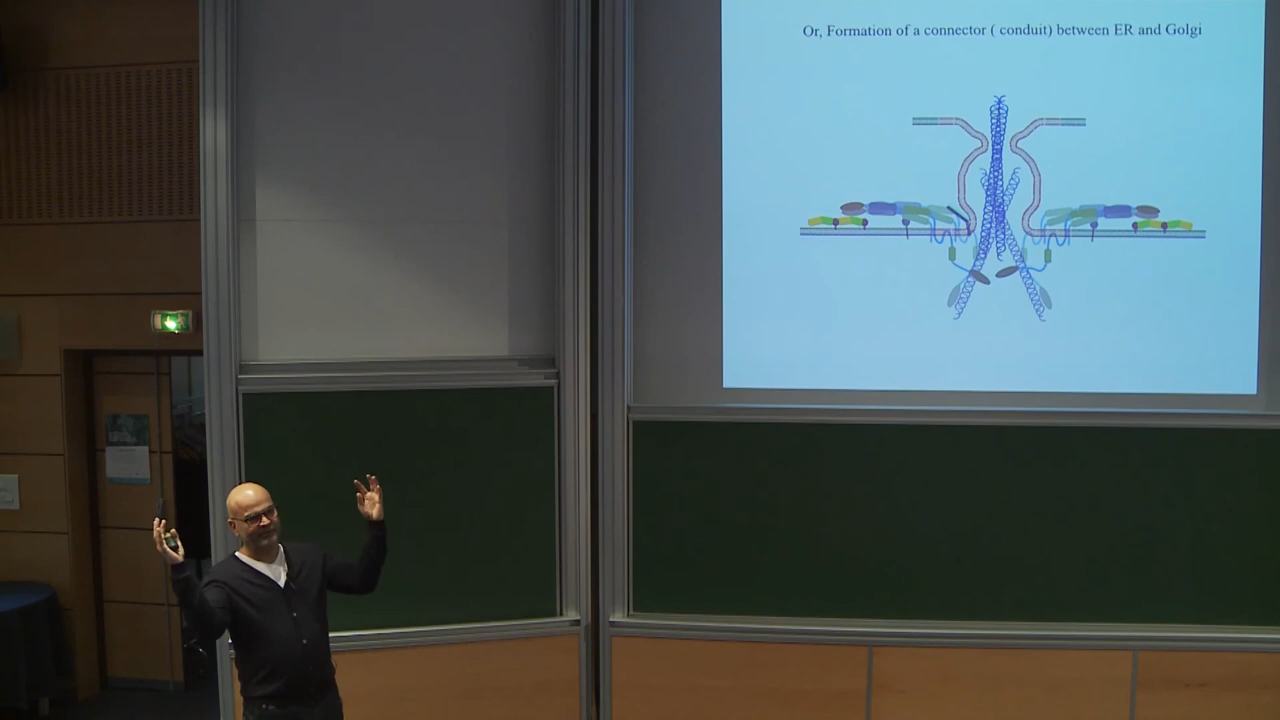 Or, Formation of a connector ( conduit) between ER and Golgi